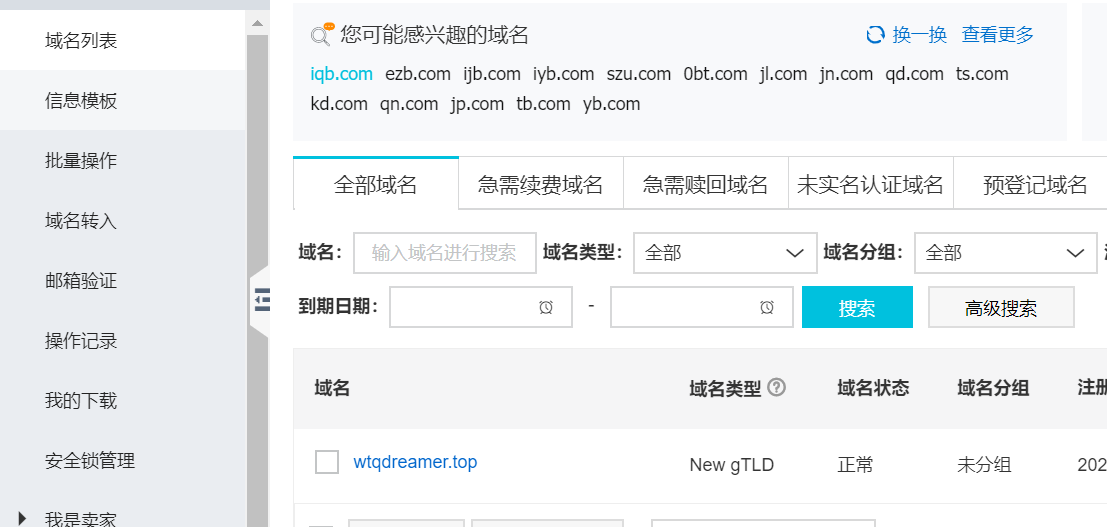 域名列表
信息模板
批量操作
域名转入
邮箱验证
操作记录
我的下载
安全锁管理
我是卖家
您可能感兴趣的域名 换一换 查看更多
iqb.com ezb.com ijb.com iyb.com szu.com 0bt.com jl.com jn.com qd.com ts.com
kd.com qn.com jp.com tb.com yb.com
全部域名 急需续费域名 急需赎回域名 未实名认证域名 预登记域名
域名: 输入域名进行搜索 域名类型: 全部 域名分组: 全部
到期日期: - 搜索 高级搜索
域名 域名类型 域名状态 域名分组 注册
wtqdreamer.top New gTLD 正常 未分组 202